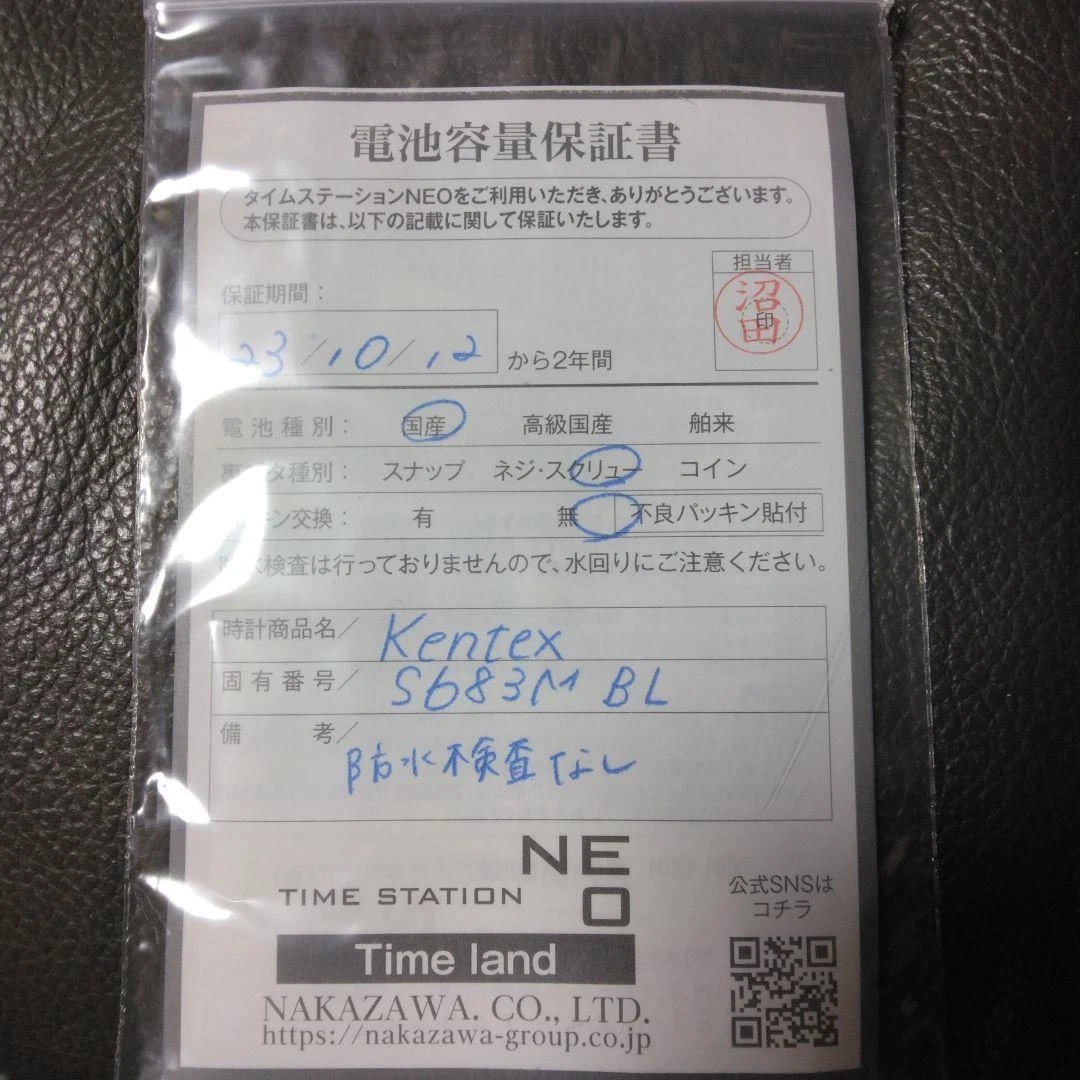 電池容量保証書
タイムステーションNEOをご利用いただき、ありがとうございます。
本保証書は、以下の記載に関して保証いたします。
担当者
沼田
印
保証期間：
23/10/12 から2年間
電池種別： 国産 高級国産 舶来
タ種別： スナップ ネジ・スクリュー コイン
キン交換： 有 無 不良パッキン貼付
検査は行っておりませんので、水回りにご注意ください。
時計商品名/ Kentex
固有番号/ S683M BL
備考/
防水検査なし
NEO
TIME STATION
Time land
公式SNSは
コチラ
NAKAZAWA. CO., LTD.
https://nakazawa-group.co.jp